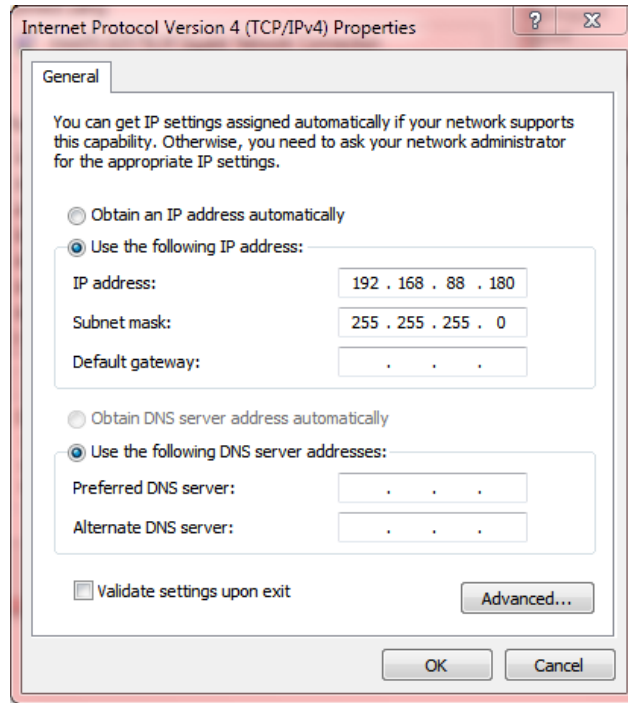 Internet Protocol Version 4 (TCP/IPv4) Properties
General
You can get IP settings assigned automatically if your network supports
this capability. Otherwise, you need to ask your network administrator
for the appropriate IP settings.
Obtain an IP address automatically
Use the following IP address:
IP address: 192 . 168 . 88 . 180
Subnet mask: 255 . 255 . 255 . 0
Default gateway: . . .
Obtain DNS server address automatically
Use the following DNS server addresses:
Preferred DNS server: . . .
Alternate DNS server: . . .
Validate settings upon exit
Advanced...
OK Cancel